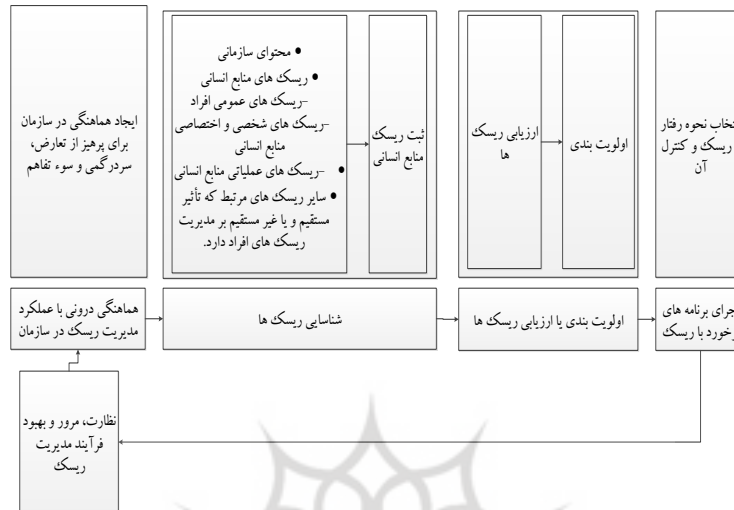 ایجاد هماهنگی در سازمان
برای پرهیز از تعارض،
سردرگمی و سوء تفاهم
● محتوای سازمانی
● ریسک های منابع انسانی
–ریسک های عمومی افراد
–ریسک های شخصی و اختصاصی
منابع انسانی
● –ریسک های عملیاتی منابع انسانی
● سایر ریسک های مرتبط که تأثیر
مستقیم و یا غیر مستقیم بر مدیریت
ریسک های افراد دارد.
ثبت ریسک
منابع انسانی
ارزیابی ریسک
ها
اولویت بندی
نحوه رفتار
ریسک و کنترل
آن
هماهنگی درونی با عملکرد
مدیریت ریسک در سازمان
شناسایی ریسک ها
اولویت بندی یا ارزیابی ریسک ها
برنامه های
با ریسک
نظارت، مرور و بهبود
فرآیند مدیریت
ریسک